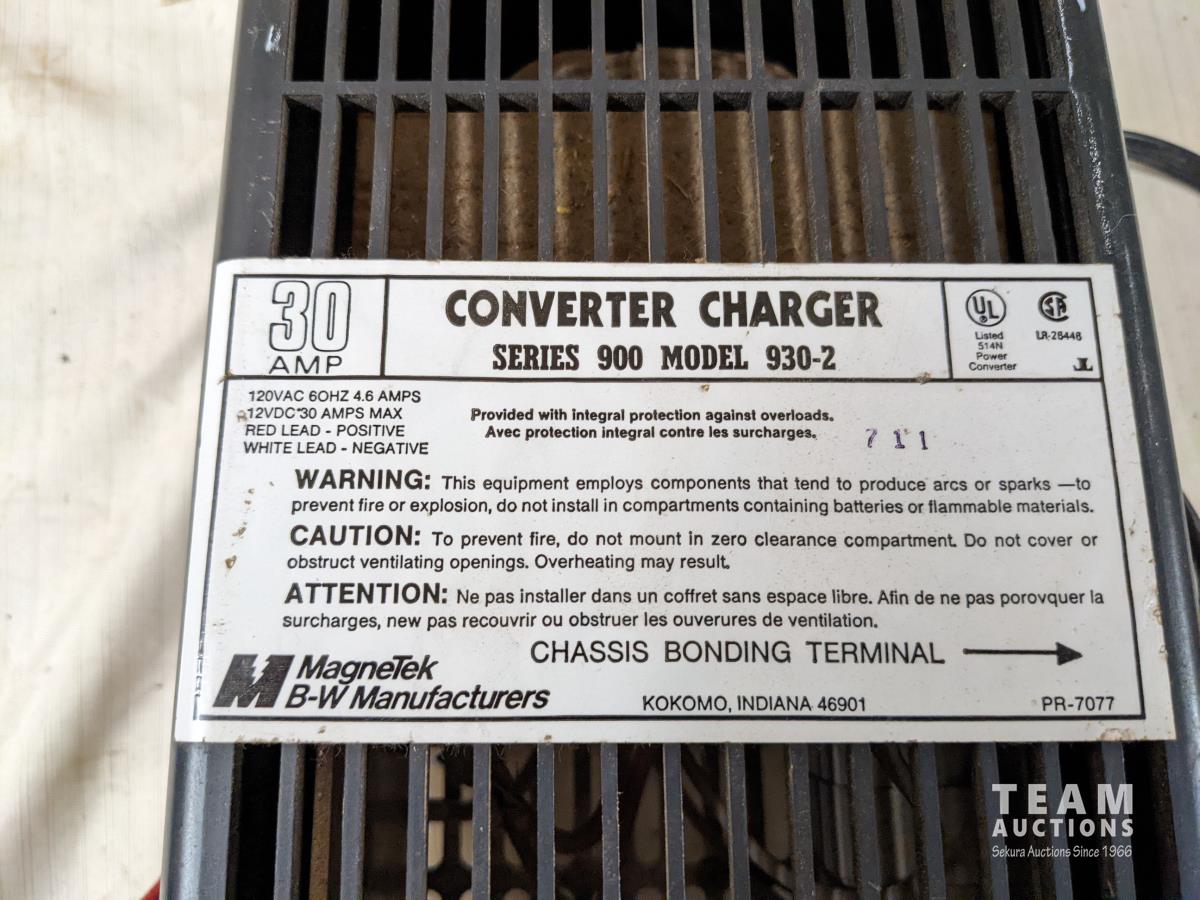 30
AMP
CONVERTER CHARGER
SERIES 900 MODEL 930-2
UL
Listed
514N
Power
Converter
SA
LR-28448
120VAC 60HZ 4.6 AMPS
12VDC 30 AMPS MAX
RED LEAD - POSITIVE
WHITE LEAD - NEGATIVE
Provided with integral protection against overloads.
Avec protection integral contre les surcharges.
7 1 1
WARNING: This equipment employs components that tend to produce arcs or sparks —to
prevent fire or explosion, do not install in compartments containing batteries or flammable materials.
CAUTION: To prevent fire, do not mount in zero clearance compartment. Do not cover or
obstruct ventilating openings. Overheating may result.
ATTENTION: Ne pas installer dans un coffret sans espace libre. Afin de ne pas porovquer la
surcharges, new pas recouvrir ou obstruer les ouverures de ventilation.
CHASSIS BONDING TERMINAL
MagneTek
B-W Manufacturers
KOKOMO, INDIANA 46901
PR-7077
TEAM
AUCTIONS
Sekura Auctions Since 1966